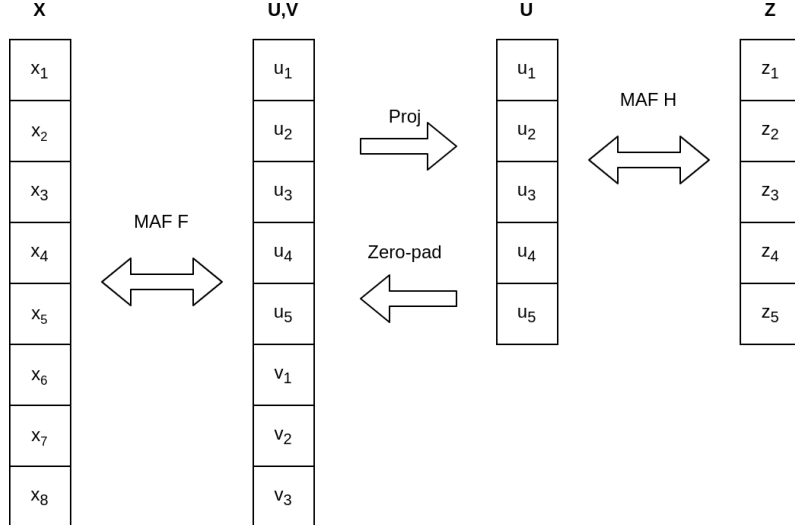 X
U,V
U
Z
x1
x2
x3
x4
x5
x6
x7
x8
MAF F
u1
u2
u3
u4
u5
v1
v2
v3
Proj
Zero-pad
u1
u2
u3
u4
u5
MAF H
z1
z2
z3
z4
z5